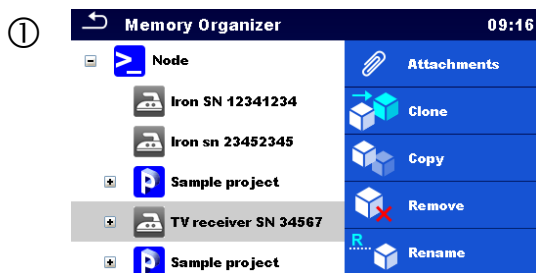 ①
Memory Organizer 09:16
Node
Iron SN 12341234
Iron sn 23452345
Sample project
TV receiver SN 34567
Sample project
Attachments
Clone
Copy
Remove
R
Rename